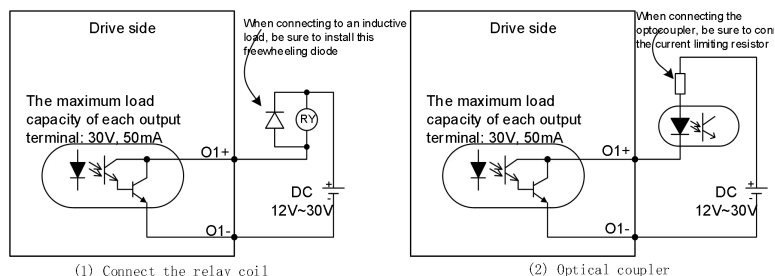 Drive side
When connecting to an inductive
load, be sure to install this
freewheeling diode
The maximum load
capacity of each output
terminal: 30V, 50mA
RY
O1+
+
-
DC
12V~30V
O1-
(1) Connect the relay coil
Drive side
When connecting the
optocoupler, be sure to con
the current limiting resistor
The maximum load
capacity of each output
terminal: 30V, 50mA
O1+
+
-
DC
12V~30V
O1-
(2) Optical coupler